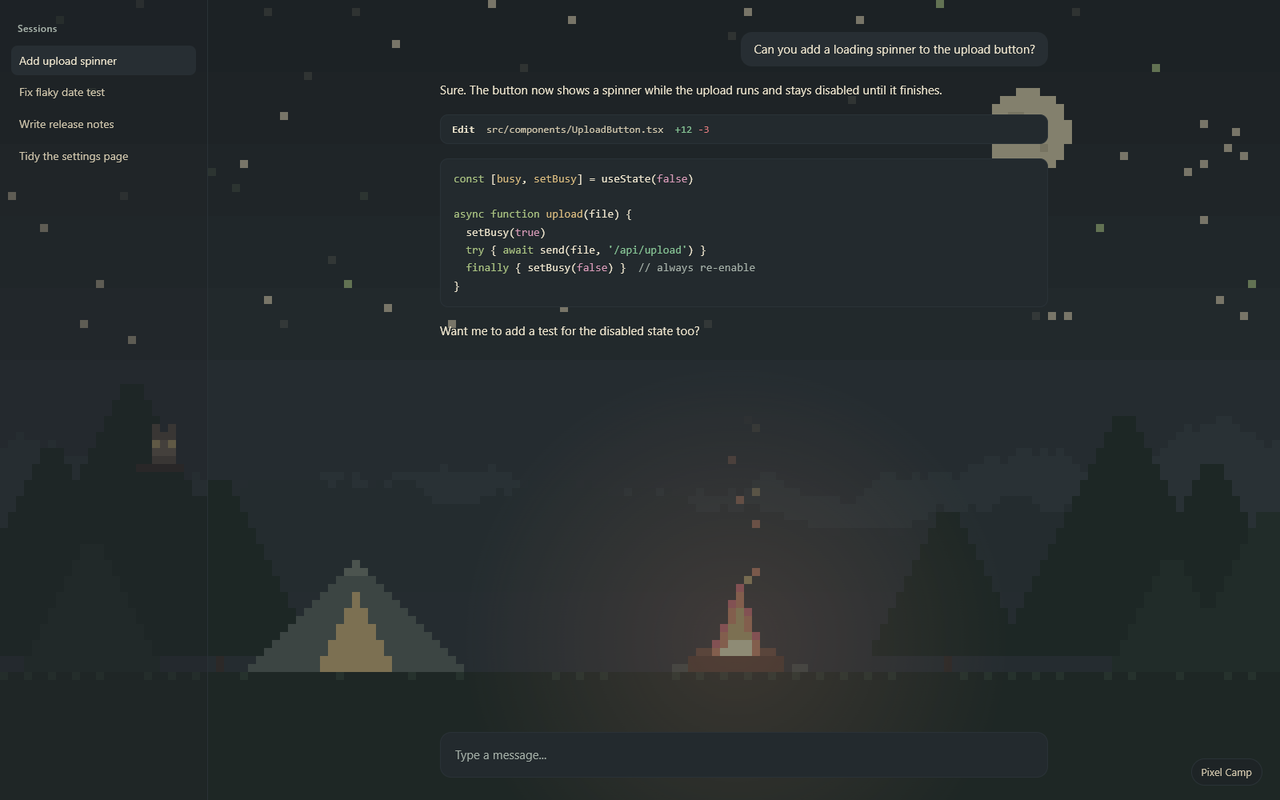 Sessions
Add upload spinner
Fix flaky date test
Write release notes
Tidy the settings page
Can you add a loading spinner to the upload button?
Sure. The button now shows a spinner while the upload runs and stays disabled until it finishes.
Edit src/components/UploadButton.tsx +12 -3
const [busy, setBusy] = useState(false)
async function upload(file) {
  setBusy(true)
  try { await send(file, '/api/upload') }
  finally { setBusy(false) }  // always re-enable
}
Want me to add a test for the disabled state too?
Type a message...
Pixel Camp